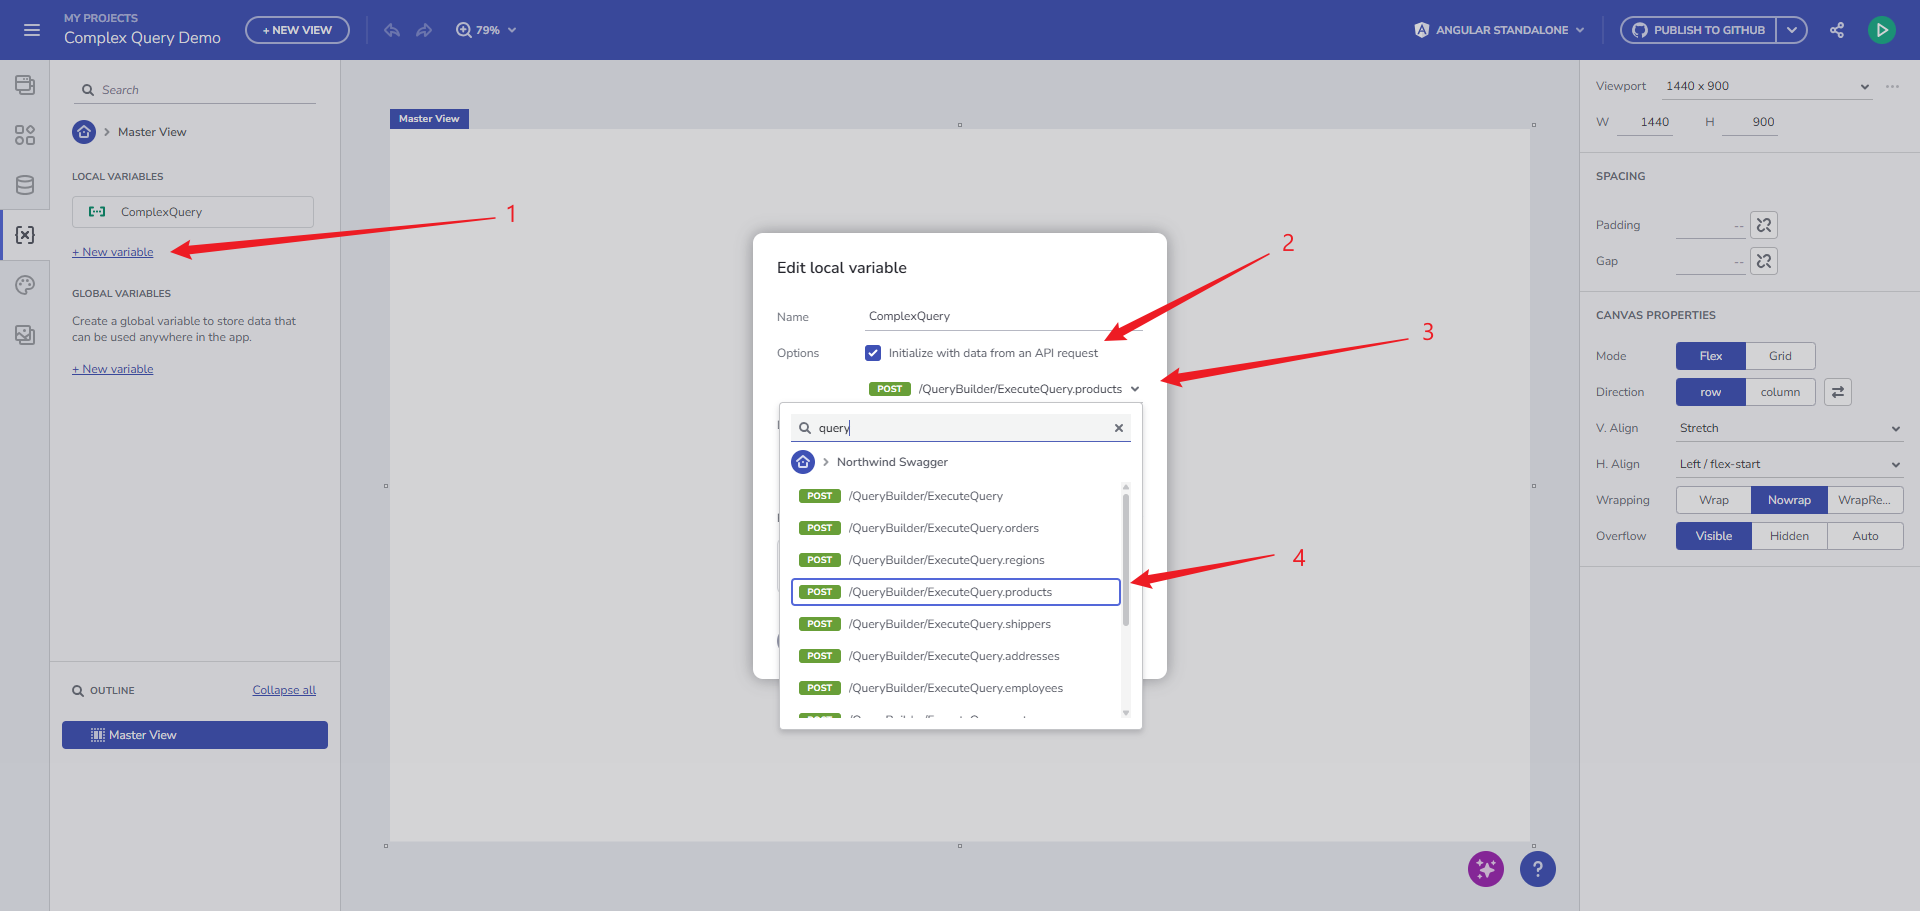 MY PROJECTS
Complex Query Demo
+ NEW VIEW
79%
ANGULAR STANDALONE
PUBLISH TO GITHUB
Search
Master View
LOCAL VARIABLES
ComplexQuery
+ New variable
GLOBAL VARIABLES
Create a global variable to store data that
can be used anywhere in the app.
+ New variable
OUTLINE
Collapse all
Master View
Master View
1
2
3
4
Edit local variable
Name
ComplexQuery
Options
Initialize with data from an API request
POST /QueryBuilder/ExecuteQuery.products
query
Northwind Swagger
POST /QueryBuilder/ExecuteQuery
POST /QueryBuilder/ExecuteQuery.orders
POST /QueryBuilder/ExecuteQuery.regions
POST /QueryBuilder/ExecuteQuery.products
POST /QueryBuilder/ExecuteQuery.shippers
POST /QueryBuilder/ExecuteQuery.addresses
POST /QueryBuilder/ExecuteQuery.employees
?
Viewport 1440 x 900
W 1440 H 900
SPACING
Padding --
Gap --
CANVAS PROPERTIES
Mode Flex Grid
Direction row column
V. Align Stretch
H. Align Left / flex-start
Wrapping Wrap Nowrap WrapRe...
Overflow Visible Hidden Auto